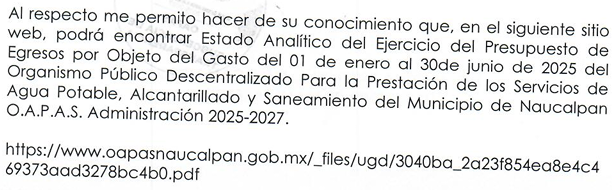 Al respecto me permito hacer de su conocimiento que, en el siguiente sitio
web, podrá encontrar Estado Analítico del Ejercicio del Presupuesto de
Egresos por Objeto del Gasto del 01 de enero al 30de junio de 2025 del
Organismo Público Descentralizado Para la Prestación de los Servicios de
Agua Potable, Alcantarillado y Saneamiento del Municipio de Naucalpan
O.A.P.A.S. Administración 2025-2027.
https://www.oapasnaucalpan.gob.mx/_files/ugd/3040ba_2a23f854ea8e4c4
69373aad3278bc4b0.pdf